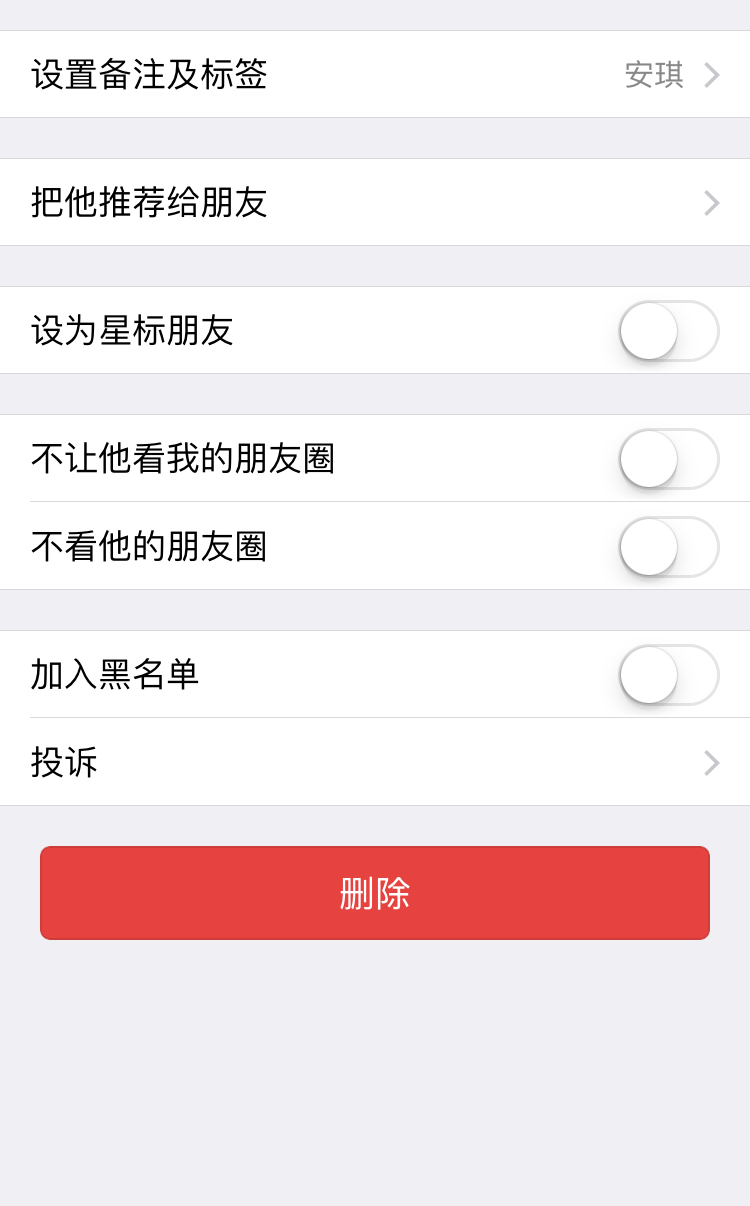 设置备注及标签 安琪
把他推荐给朋友
设为星标朋友
不让他看我的朋友圈
不看他的朋友圈
加入黑名单
投诉
删除